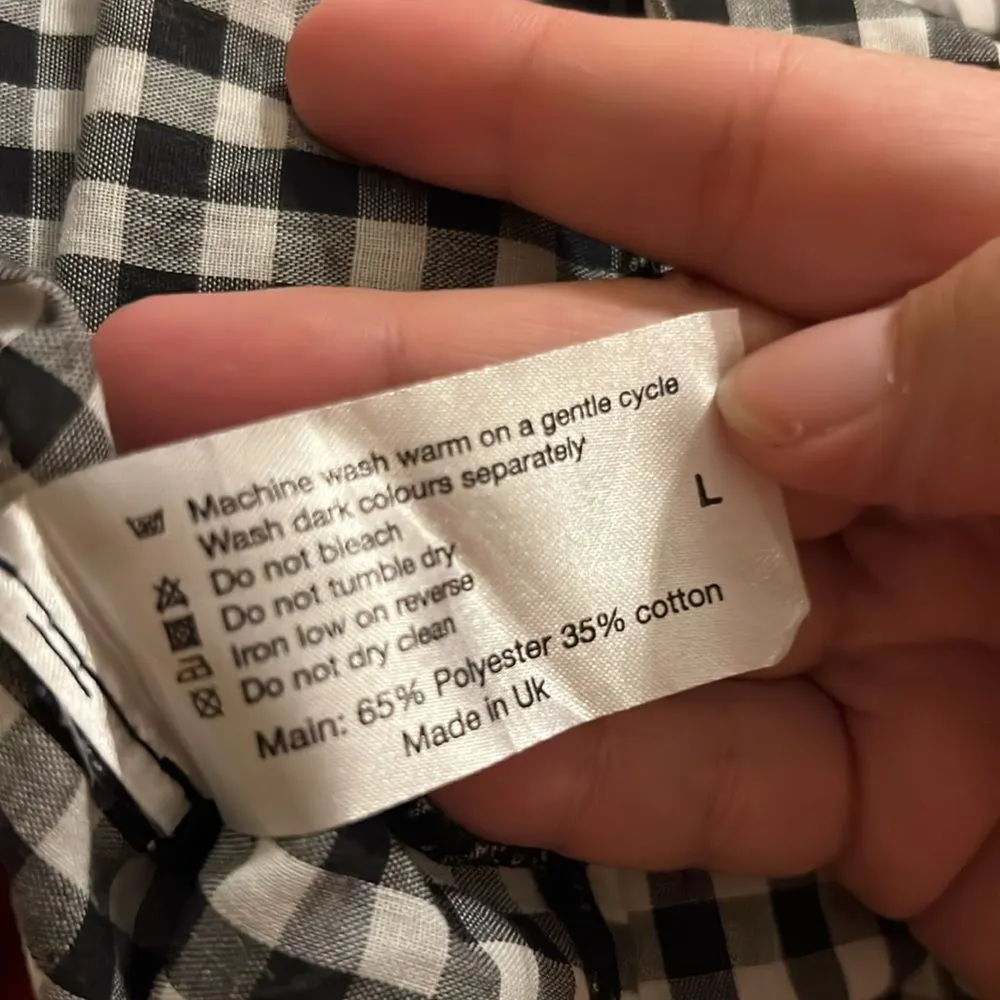 Machine wash warm on a gentle cycle
Wash dark colours separately
Do not bleach
Do not tumble dry
Iron low on reverse
Do not dry clean
L
Main: 65% Polyester 35% cotton
Made in Uk